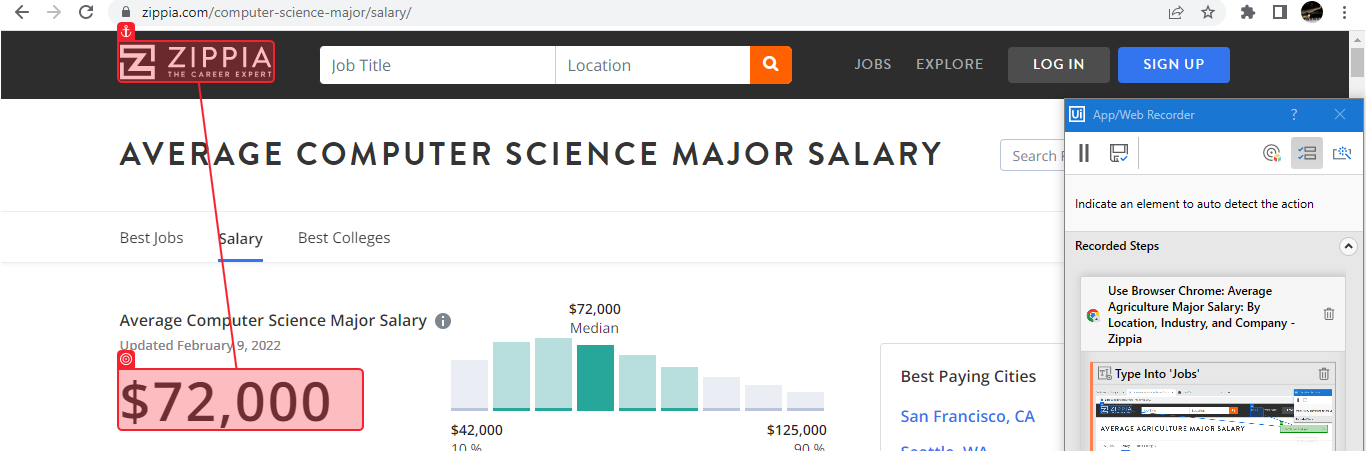 zippia.com/computer-science-major/salary/
ZIPPIA
THE CAREER EXPERT
Job Title
Location
JOBS
EXPLORE
LOG IN
SIGN UP
AVERAGE COMPUTER SCIENCE MAJOR SALARY
Search
Best Jobs
Salary
Best Colleges
Average Computer Science Major Salary
Updated February 9, 2022
$72,000
$72,000
Median
$42,000
10 %
$125,000
90 %
Best Paying Cities
San Francisco, CA
Seattle, WA
Ui App/Web Recorder
?
Indicate an element to auto detect the action
Recorded Steps
Use Browser Chrome: Average
Agriculture Major Salary: By
Location, Industry, and Company -
Zippia
Type Into 'Jobs'
ZIPPIA
AVERAGE AGRICULTURE MAJOR SALARY